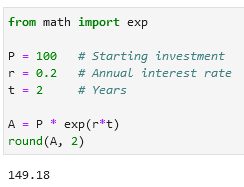 from math import exp
P = 100   # Starting investment
r = 0.2   # Annual interest rate
t = 2     # Years
A = P * exp(r*t)
round(A, 2)
149.18